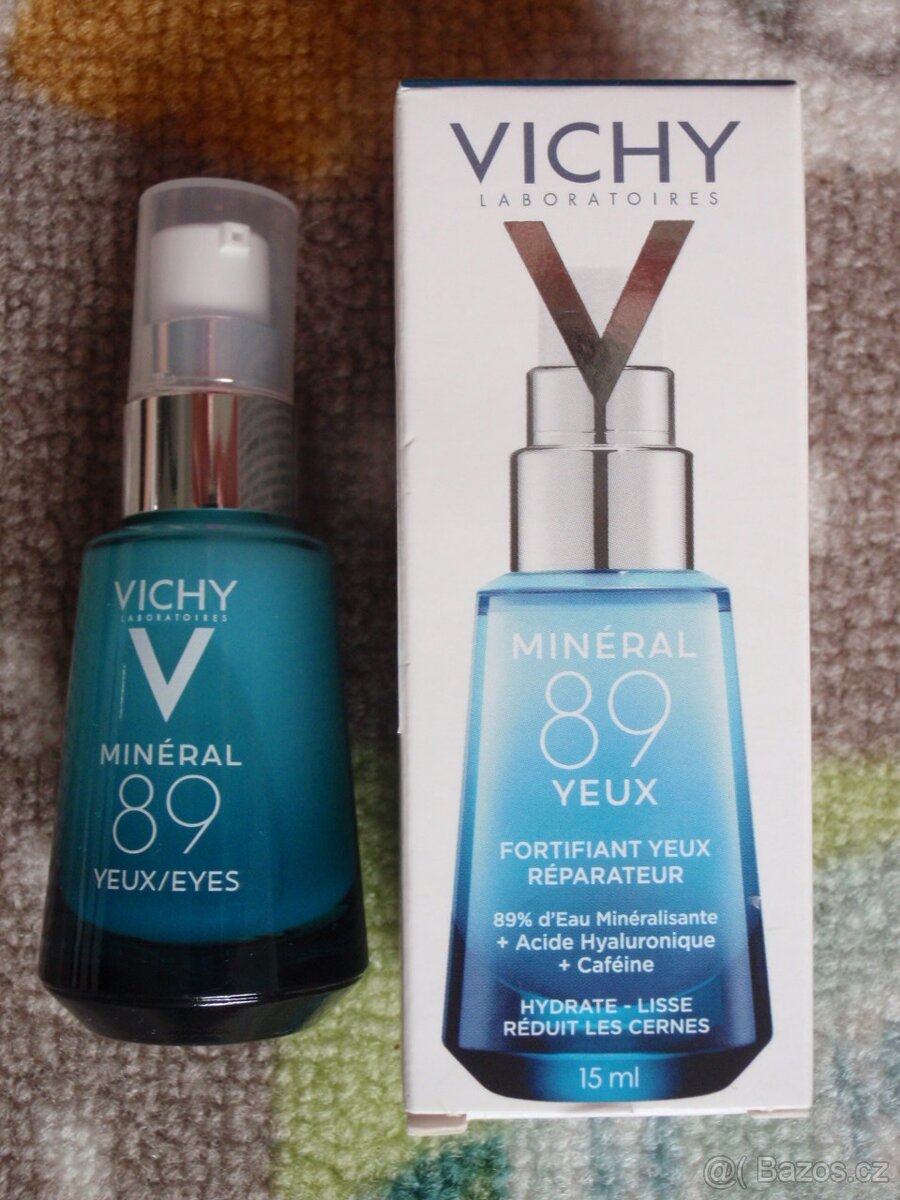 VICHY
LABORATOIRES
MINÉRAL
89
YEUX/EYES
VICHY
LABORATOIRES
MINÉRAL
89
YEUX
FORTIFIANT YEUX
RÉPARATEUR
89% d'Eau Minéralisante
+ Acide Hyaluronique
+ Caféine
HYDRATE - LISSE
RÉDUIT LES CERNES
15 ml
@( Bazos.cz